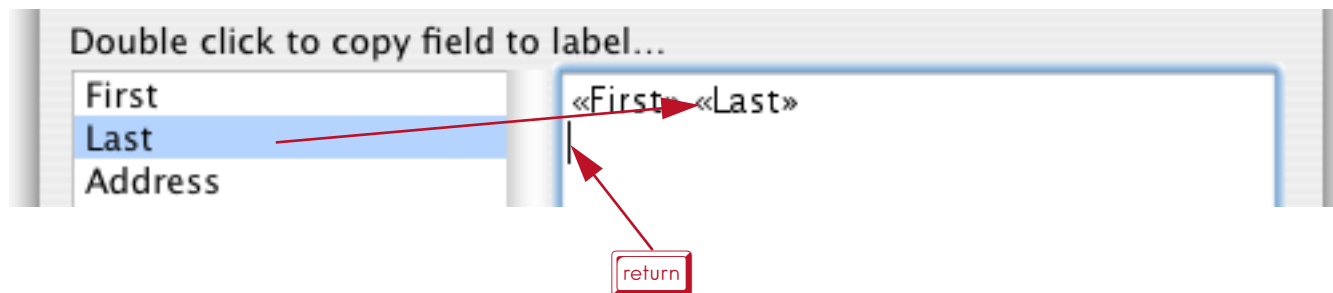 Double click to copy field to label...
First
Last
Address
«First» «Last»
return